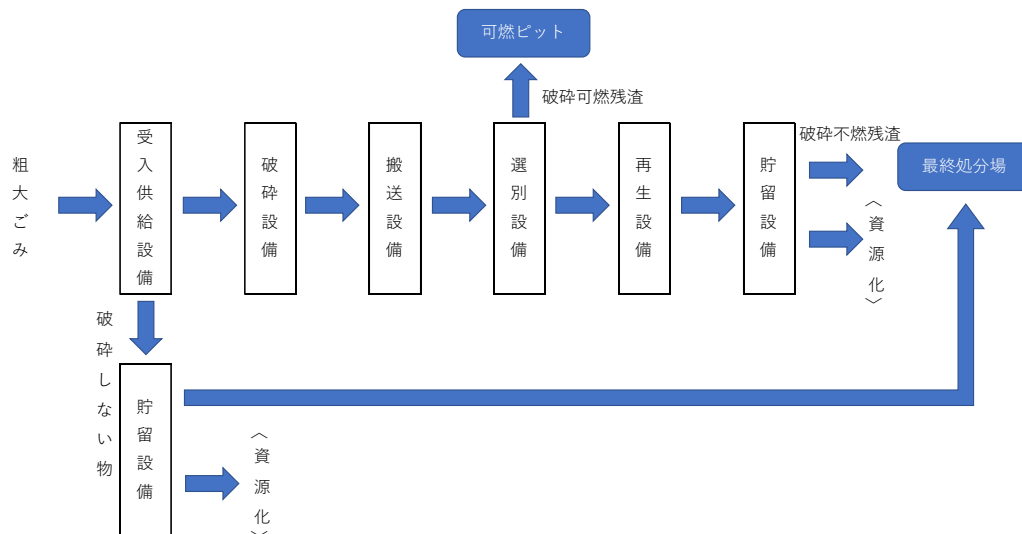 可燃ピット
破砕可燃残渣
粗大ごみ
受入供給設備
破砕設備
搬送設備
選別設備
再生設備
貯留設備
破砕不燃残渣
最終処分場
〈資源化〉
破砕しない物
貯留設備
〈資源化〉